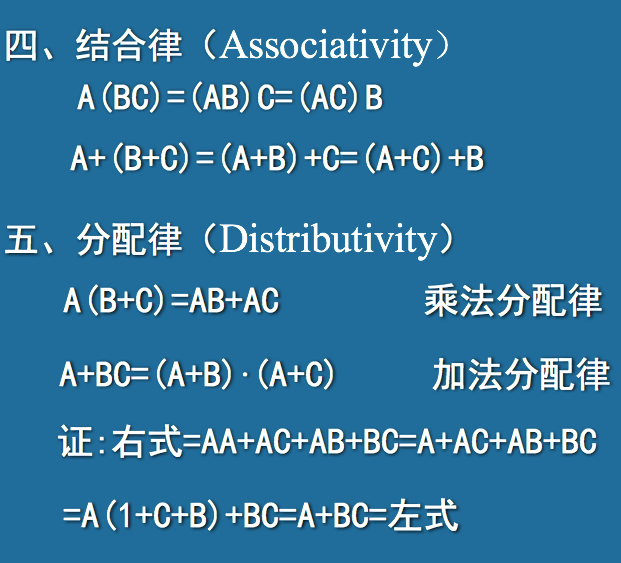 四、结合律（Associativity）
A(BC)=(AB)C=(AC)B
A+(B+C)=(A+B)+C=(A+C)+B
五、分配律（Distributivity）
A(B+C)=AB+AC 乘法分配律
A+BC=(A+B)·(A+C) 加法分配律
证:右式=AA+AC+AB+BC=A+AC+AB+BC
=A(1+C+B)+BC=A+BC=左式